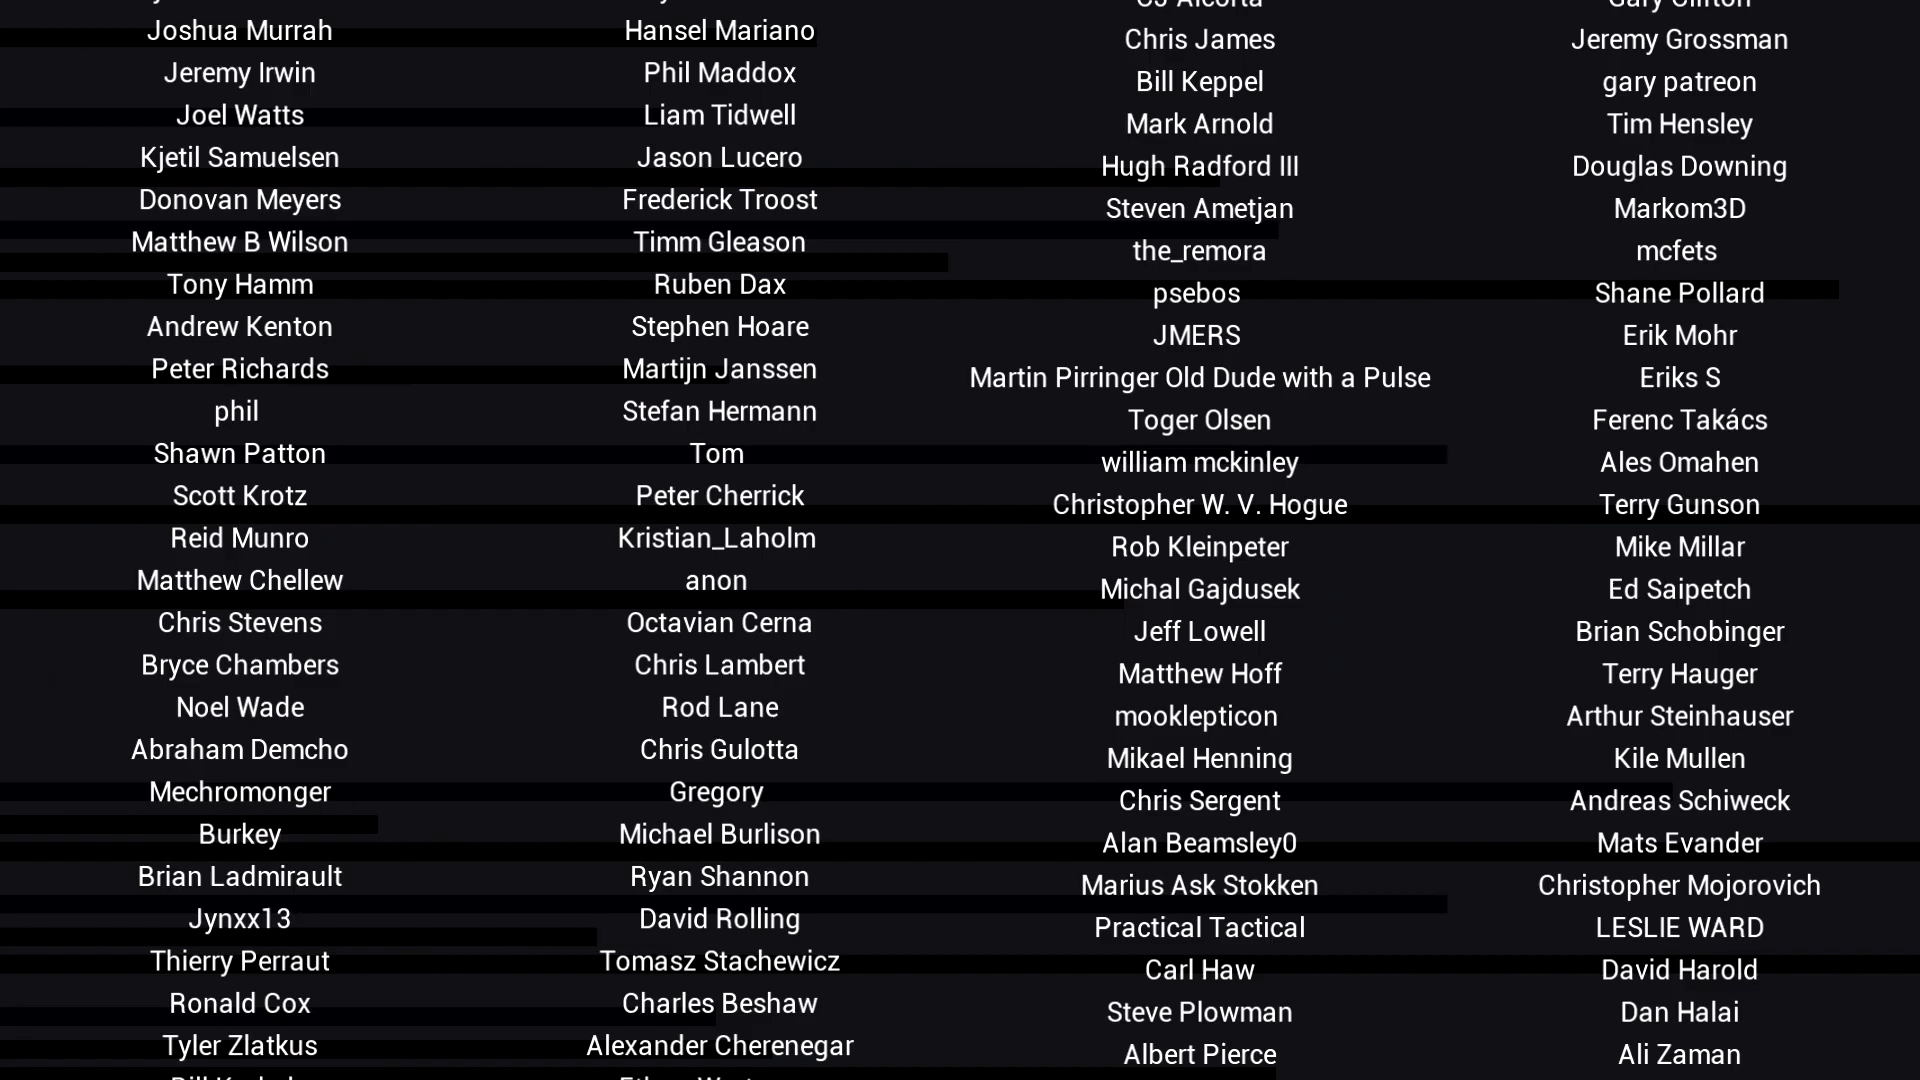 Joshua Murrah
Jeremy Irwin
Joel Watts
Kjetil Samuelsen
Donovan Meyers
Matthew B Wilson
Tony Hamm
Andrew Kenton
Peter Richards
phil
Shawn Patton
Scott Krotz
Reid Munro
Matthew Chellew
Chris Stevens
Bryce Chambers
Noel Wade
Abraham Demcho
Mechromonger
Burkey
Brian Ladmirault
Jynxx13
Thierry Perraut
Ronald Cox
Tyler Zlatkus
Hansel Mariano
Phil Maddox
Liam Tidwell
Jason Lucero
Frederick Troost
Timm Gleason
Ruben Dax
Stephen Hoare
Martijn Janssen
Stefan Hermann
Tom
Peter Cherrick
Kristian_Laholm
anon
Octavian Cerna
Chris Lambert
Rod Lane
Chris Gulotta
Gregory
Michael Burlison
Ryan Shannon
David Rolling
Tomasz Stachewicz
Charles Beshaw
Alexander Cherenegar
Chris James
Bill Keppel
Mark Arnold
Hugh Radford III
Steven Ametjan
the_remora
psebos
JMERS
Martin Pirringer Old Dude with a Pulse
Toger Olsen
william mckinley
Christopher W. V. Hogue
Rob Kleinpeter
Michal Gajdusek
Jeff Lowell
Matthew Hoff
mooklepticon
Mikael Henning
Chris Sergent
Alan Beamsley0
Marius Ask Stokken
Practical Tactical
Carl Haw
Steve Plowman
Albert Pierce
Jeremy Grossman
gary patreon
Tim Hensley
Douglas Downing
Markom3D
mcfets
Shane Pollard
Erik Mohr
Eriks S
Ferenc Takács
Ales Omahen
Terry Gunson
Mike Millar
Ed Saipetch
Brian Schobinger
Terry Hauger
Arthur Steinhauser
Kile Mullen
Andreas Schiweck
Mats Evander
Christopher Mojorovich
LESLIE WARD
David Harold
Dan Halai
Ali Zaman